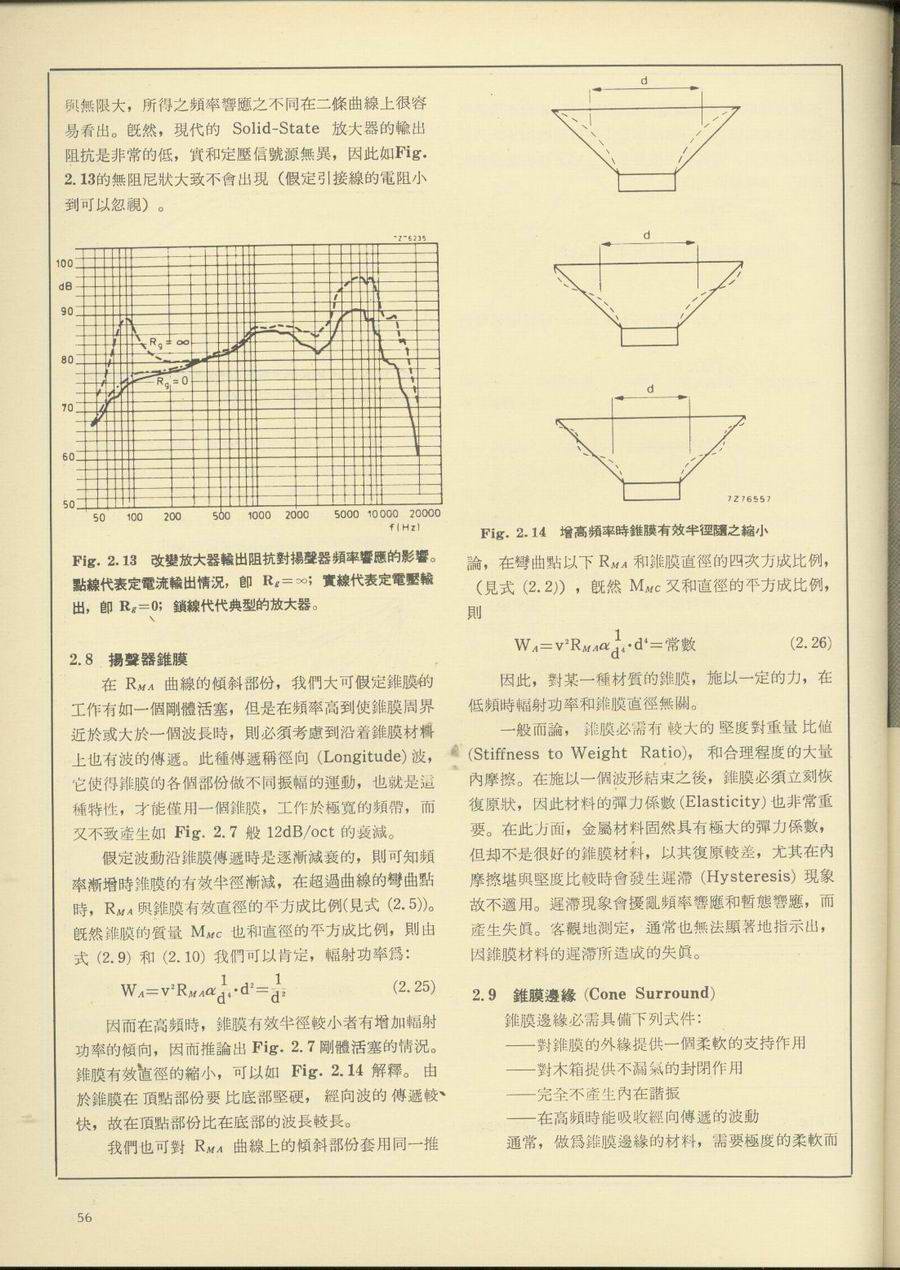 與無限大，所得之頻率響應之不同在二條曲線上很容
易看出。旣然，現代的 Solid-State 放大器的輸出
阻抗是非常的低，實和定壓信號源無異，因此如Fig.
2.13的無阻尼狀大致不會出現（假定引接線的電阻小
到可以忽視）。
7Z76235
100
dB
90
80
70
60
50
Rg = ∞
Rg = 0
50 100 200 500 1000 2000 5000 10000 20000
f (Hz)
Fig. 2.13 改變放大器輸出阻抗對揚聲器頻率響應的影響。
點線代表定電流輸出情況，卽 Rg=∞；實線代表定電壓輸
出，卽 Rg=0；鎖線代代典型的放大器。
2.8 揚聲器錐膜
在 RMA 曲線的傾斜部份，我們大可假定錐膜的
工作有如一個剛體活塞，但是在頻率高到使錐膜周界
近於或大於一個波長時，則必須考慮到沿着錐膜材料
上也有波的傳遞。此種傳遞稱徑向 (Longitude) 波，
它使得錐膜的各個部份做不同振幅的運動，也就是這
種特性，才能僅用一個錐膜，工作於極寬的頻帶，而
又不致產生如 Fig. 2.7 般 12dB/oct 的衰減。
假定波動沿錐膜傳遞時是逐漸減衰的，則可知頻
率漸增時錐膜的有效半徑漸減，在超過曲線的彎曲點
時，RMA 與錐膜有效直徑的平方成比例(見式 (2.5))。
旣然錐膜的質量 MMC 也和直徑的平方成比例，則由
式 (2.9) 和 (2.10) 我們可以肯定，輻射功率爲：
WA=v²RMAα 1/d⁴·d²=1/d² (2.25)
因而在高頻時，錐膜有效半徑較小者有增加輻射
功率的傾向，因而推論出 Fig. 2.7 剛體活塞的情況。
錐膜有效直徑的縮小，可以如 Fig. 2.14 解釋。由
於錐膜在頂點部份要比底部堅硬，經向波的傳遞較
快，故在頂點部份比在底部的波長較長。
我們也可對 RMA 曲線上的傾斜部份套用同一推
d
d
d
7Z76557
Fig. 2.14 增高頻率時錐膜有效半徑隨之縮小
論，在彎曲點以下 RMA 和錐膜直徑的四次方成比例，
（見式 (2.2)），旣然 MMC 又和直徑的平方成比例，
則
WA=v²RMAα 1/d⁴·d⁴=常數 (2.26)
因此，對某一種材質的錐膜，施以一定的力，在
低頻時輻射功率和錐膜直徑無關。
一般而論，錐膜必需有較大的堅度對重量比値
(Stiffness to Weight Ratio)，和合理程度的大量
內摩擦。在施以一個波形結束之後，錐膜必須立刻恢
復原狀，因此材料的彈力係數 (Elasticity) 也非常重
要。在此方面，金屬材料固然具有極大的彈力係數，
但却不是很好的錐膜材料，以其復原較差，尤其在內
摩擦堪與堅度比較時會發生遲滯 (Hysteresis) 現象
故不適用。遲滯現象會擾亂頻率響應和暫態響應，而
產生失眞。客觀地測定，通常也無法顯著地指示出，
因錐膜材料的遲滯所造成的失眞。
2.9 錐膜邊緣 (Cone Surround)
錐膜邊緣必需具備下列式件：
——對錐膜的外緣提供一個柔軟的支持作用
——對木箱提供不漏氣的封閉作用
——完全不產生內在諧振
——在高頻時能吸收經向傳遞的波動
通常，做爲錐膜邊緣的材料，需要極度的柔軟而
56